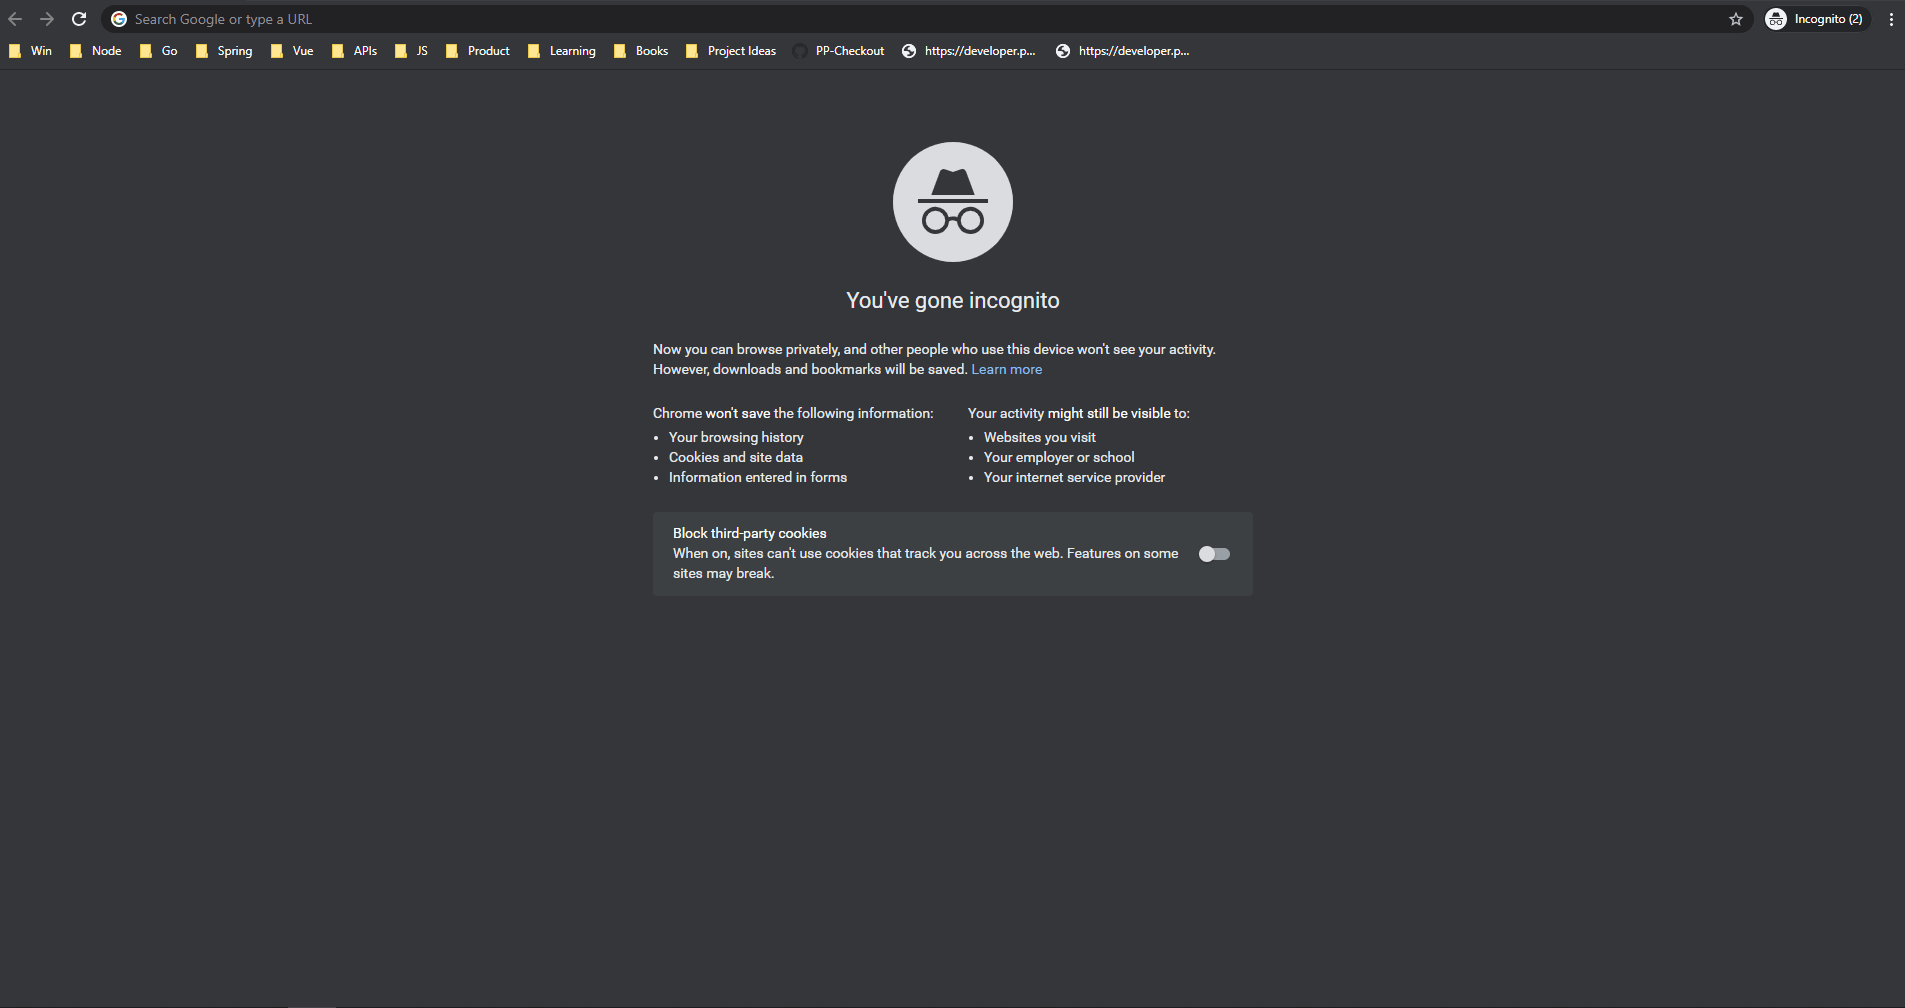 Search Google or type a URL
Incognito (2)
Win Node Go Spring Vue APIs JS Product Learning Books Project Ideas PP-Checkout https://developer.p... https://developer.p...
You've gone incognito
Now you can browse privately, and other people who use this device won't see your activity.
However, downloads and bookmarks will be saved. Learn more
Chrome won't save the following information:
Your browsing history
Cookies and site data
Information entered in forms
Your activity might still be visible to:
Websites you visit
Your employer or school
Your internet service provider
Block third-party cookies
When on, sites can't use cookies that track you across the web. Features on some
sites may break.